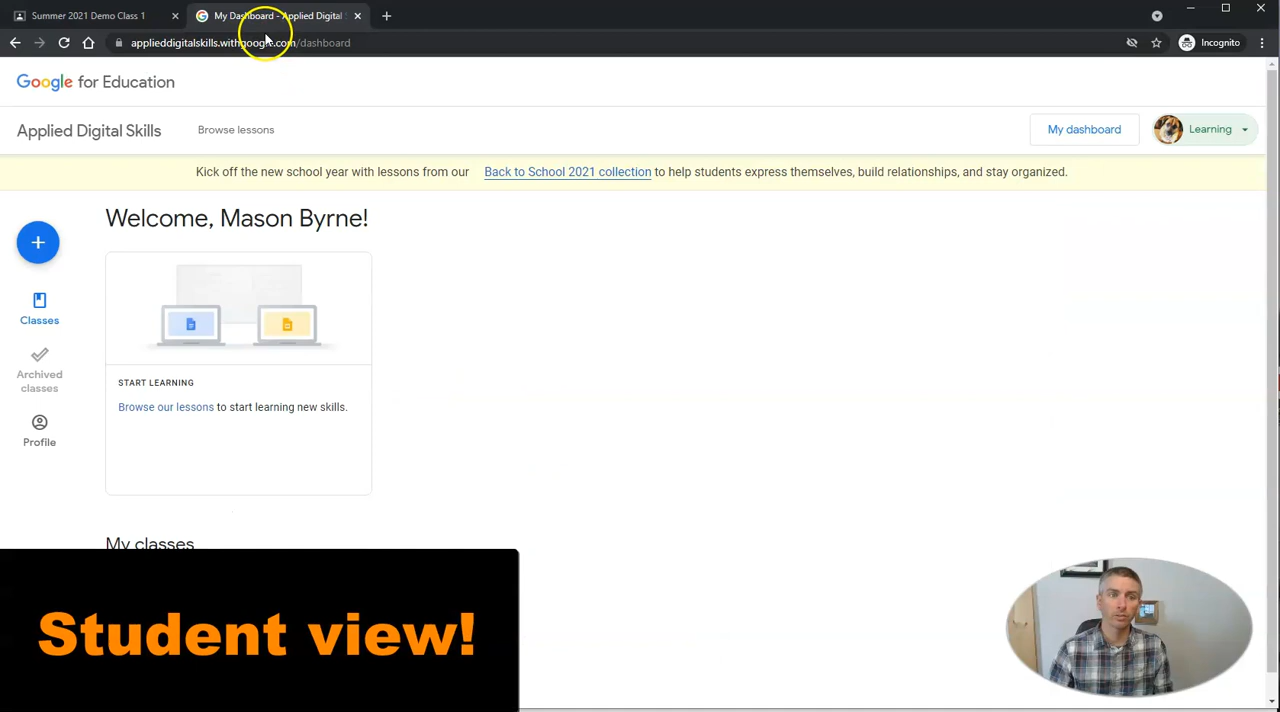 Summer 2021 Demo Class 1
My Dashboard - Applied Digital S
applieddigitalskills.withgoogle.com/dashboard
Incognito
Google for Education
Applied Digital Skills
Browse lessons
My dashboard
Learning
Kick off the new school year with lessons from our Back to School 2021 collection to help students express themselves, build relationships, and stay organized.
Welcome, Mason Byrne!
Classes
Archived
classes
Profile
START LEARNING
Browse our lessons to start learning new skills.
My classes
Student view!